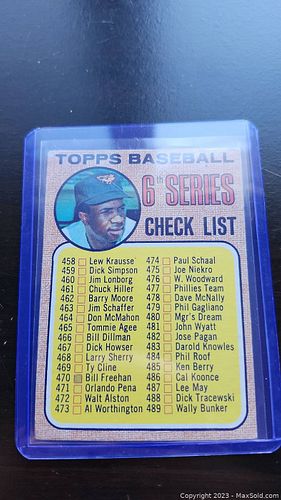 TOPPS BASEBALL
6th SERIES
CHECK LIST
458 Lew Krausse
459 Dick Simpson
460 Jim Lonborg
461 Chuck Hiller
462 Barry Moore
463 Jim Schaffer
464 Don McMahon
465 Tommie Agee
466 Bill Dillman
467 Dick Howser
468 Larry Sherry
469 Ty Cline
470 Bill Freehan
471 Orlando Pena
472 Walt Alston
473 Al Worthington
474 Paul Schaal
475 Joe Niekro
476 W. Woodward
477 Phillies Team
478 Dave McNally
479 Phil Gagliano
480 Mgr's Dream
481 John Wyatt
482 Jose Pagan
483 Darold Knowles
484 Phil Roof
485 Ken Berry
486 Cal Koonce
487 Lee May
488 Dick Tracewski
489 Wally Bunker
Copyright 2023 - MaxSold.com